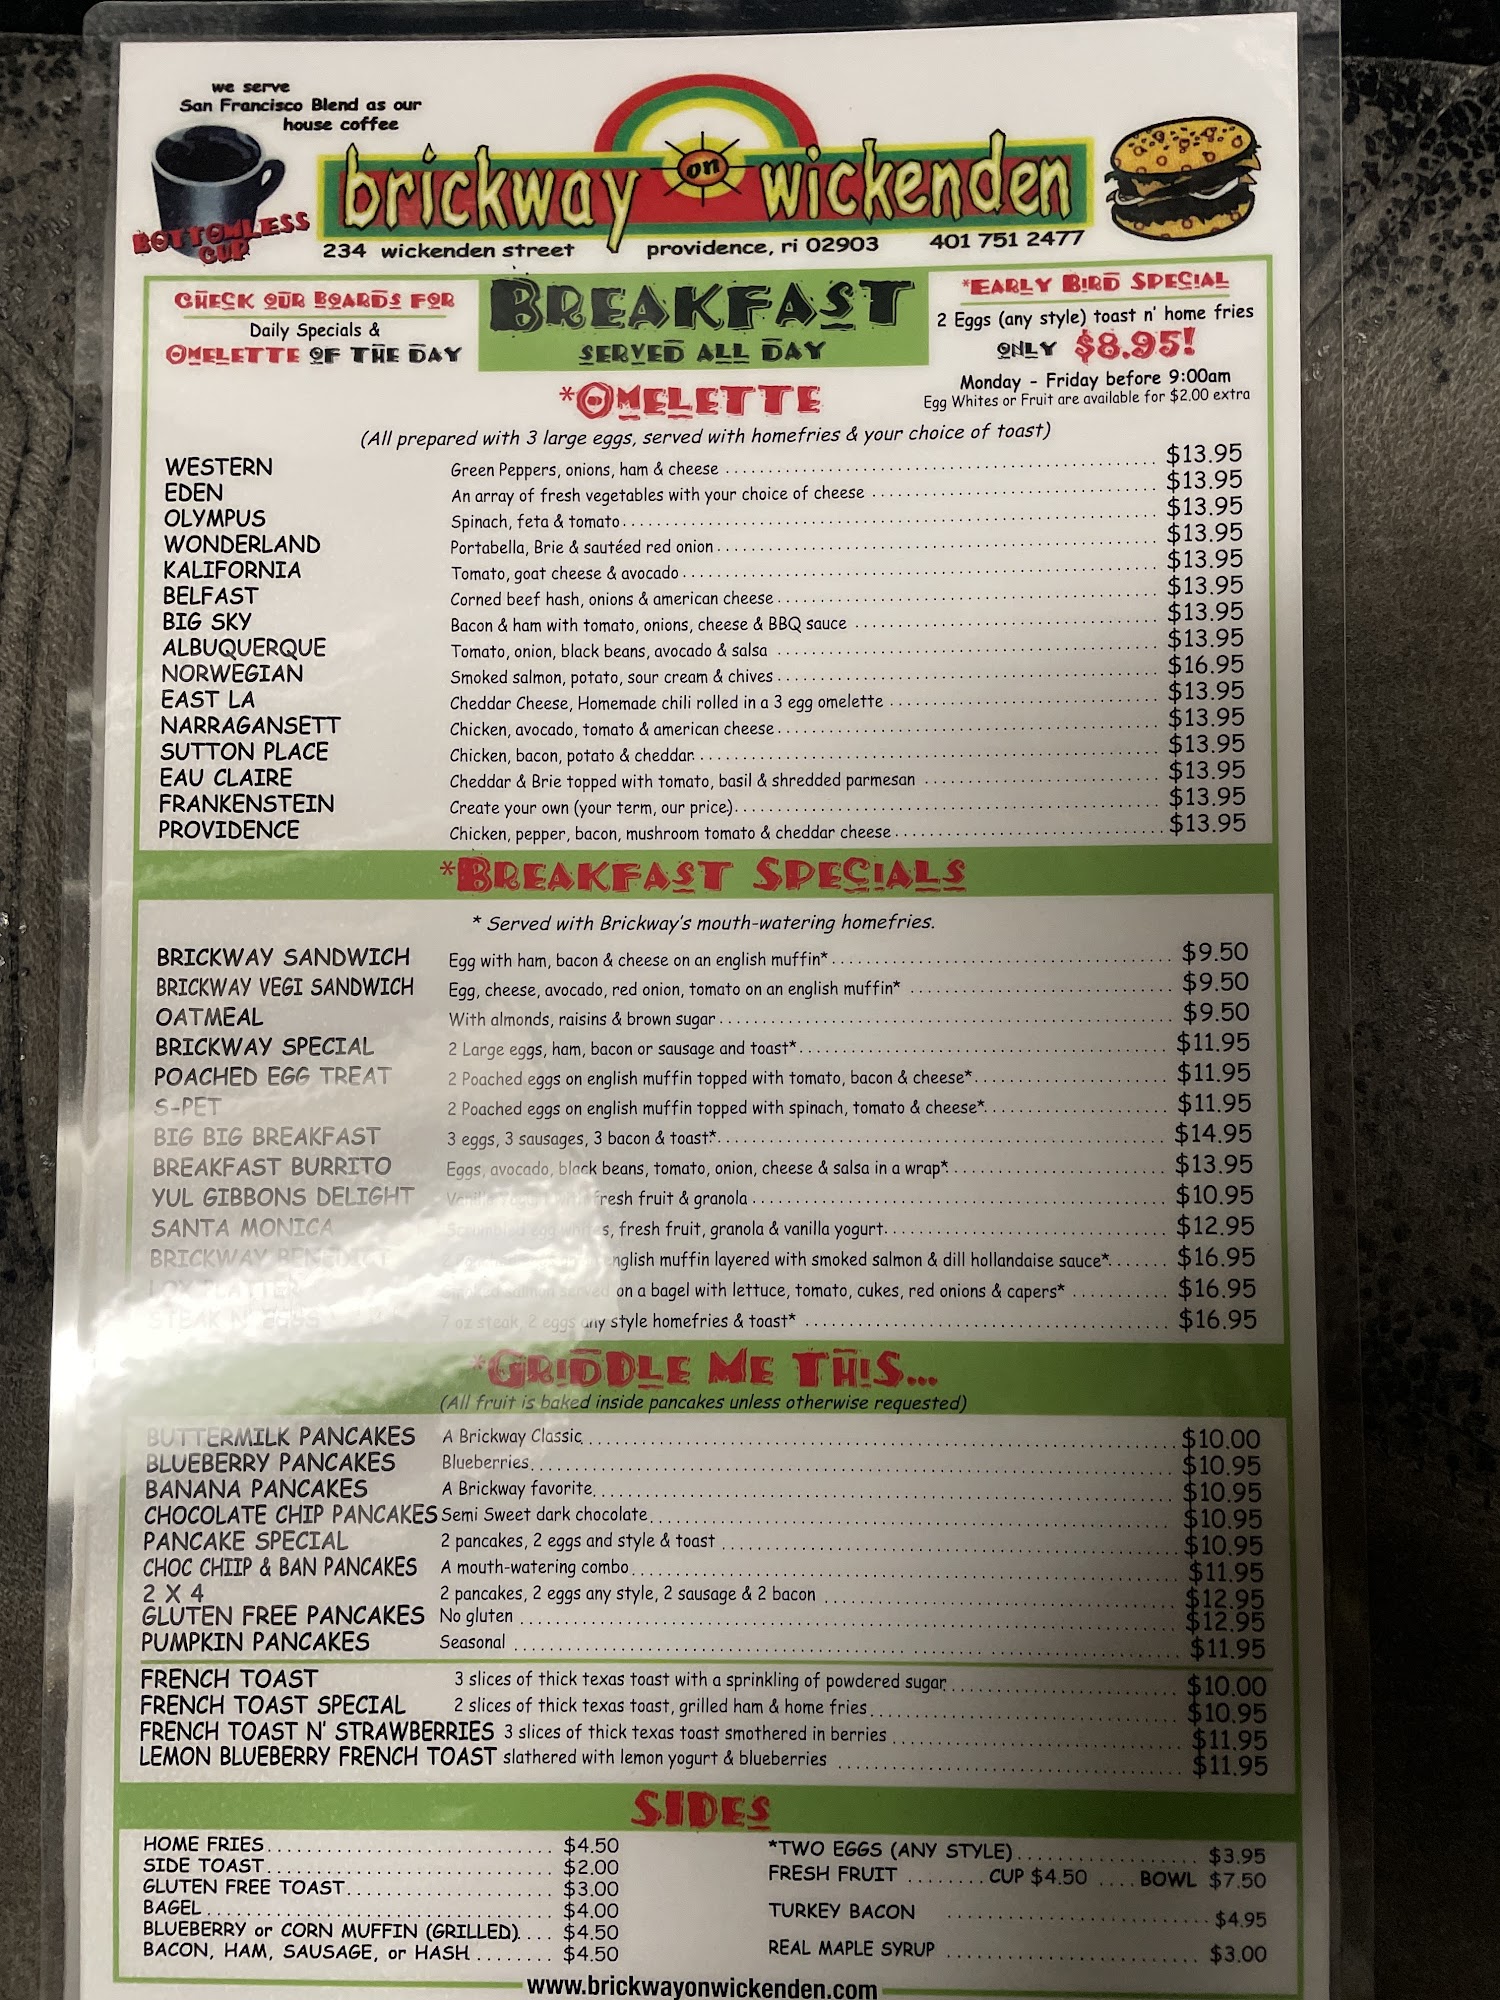 we serve
San Francisco Blend as our
house coffee
BOTTOMLESS
CUP
brickway on wickenden
234 wickenden street providence, ri 02903 401 751 2477
CHECK OUR BOARDS FOR
Daily Specials &
OMELETTE OF THE DAY
BREAKFAST
SERVED ALL DAY
*EARLY BIRD SPECIAL
2 Eggs (any style) toast n' home fries
ONLY $8.95!
Monday - Friday before 9:00am
Egg Whites or Fruit are available for $2.00 extra
*OMELETTE
(All prepared with 3 large eggs, served with homefries & your choice of toast)
WESTERN Green Peppers, onions, ham & cheese $13.95
EDEN An array of fresh vegetables with your choice of cheese $13.95
OLYMPUS Spinach, feta & tomato $13.95
WONDERLAND Portabella, Brie & sautéed red onion $13.95
KALIFORNIA Tomato, goat cheese & avocado $13.95
BELFAST Corned beef hash, onions & american cheese $13.95
BIG SKY Bacon & ham with tomato, onions, cheese & BBQ sauce $13.95
ALBUQUERQUE Tomato, onion, black beans, avocado & salsa $13.95
NORWEGIAN Smoked salmon, potato, sour cream & chives $16.95
EAST LA Cheddar Cheese, Homemade chili rolled in a 3 egg omelette $13.95
NARRAGANSETT Chicken, avocado, tomato & american cheese $13.95
SUTTON PLACE Chicken, bacon, potato & cheddar $13.95
EAU CLAIRE Cheddar & Brie topped with tomato, basil & shredded parmesan $13.95
FRANKENSTEIN Create your own (your term, our price) $13.95
PROVIDENCE Chicken, pepper, bacon, mushroom tomato & cheddar cheese $13.95
*BREAKFAST SPECIALS
* Served with Brickway's mouth-watering homefries.
BRICKWAY SANDWICH Egg with ham, bacon & cheese on an english muffin* $9.50
BRICKWAY VEGI SANDWICH Egg, cheese, avocado, red onion, tomato on an english muffin* $9.50
OATMEAL With almonds, raisins & brown sugar $9.50
BRICKWAY SPECIAL 2 Large eggs, ham, bacon or sausage and toast* $11.95
POACHED EGG TREAT 2 Poached eggs on english muffin topped with tomato, bacon & cheese* $11.95
S-PET 2 Poached eggs on english muffin topped with spinach, tomato & cheese* $11.95
BIG BIG BREAKFAST 3 eggs, 3 sausages, 3 bacon & toast* $14.95
BREAKFAST BURRITO Eggs, avocado, black beans, tomato, onion, cheese & salsa in a wrap* $13.95
YUL GIBBONS DELIGHT Vanilla yogurt with fresh fruit & granola $10.95
SANTA MONICA Scrambled egg whites, fresh fruit, granola & vanilla yogurt $12.95
BRICKWAY BENEDICT english muffin layered with smoked salmon & dill hollandaise sauce* $16.95
LOX PLATTER Smoked salmon served on a bagel with lettuce, tomato, cukes, red onions & capers* $16.95
STEAK N' EGGS 7 oz steak, 2 eggs any style homefries & toast* $16.95
*GRIDDLE ME THIS...
(All fruit is baked inside pancakes unless otherwise requested)
BUTTERMILK PANCAKES A Brickway Classic $10.00
BLUEBERRY PANCAKES Blueberries $10.95
BANANA PANCAKES A Brickway favorite $10.95
CHOCOLATE CHIP PANCAKES Semi Sweet dark chocolate $10.95
PANCAKE SPECIAL 2 pancakes, 2 eggs and style & toast $10.95
CHOC CHIIP & BAN PANCAKES A mouth-watering combo $11.95
2 X 4 2 pancakes, 2 eggs any style, 2 sausage & 2 bacon $12.95
GLUTEN FREE PANCAKES No gluten $12.95
PUMPKIN PANCAKES Seasonal $11.95
FRENCH TOAST 3 slices of thick texas toast with a sprinkling of powdered sugar $10.00
FRENCH TOAST SPECIAL 2 slices of thick texas toast, grilled ham & home fries $10.95
FRENCH TOAST N' STRAWBERRIES 3 slices of thick texas toast smothered in berries $11.95
LEMON BLUEBERRY FRENCH TOAST slathered with lemon yogurt & blueberries $11.95
SIDES
HOME FRIES $4.50
SIDE TOAST $2.00
GLUTEN FREE TOAST $3.00
BAGEL $4.00
BLUEBERRY or CORN MUFFIN (GRILLED) $4.50
BACON, HAM, SAUSAGE, or HASH $4.50
*TWO EGGS (ANY STYLE) $3.95
FRESH FRUIT CUP $4.50 BOWL $7.50
TURKEY BACON $4.95
REAL MAPLE SYRUP $3.00
www.brickwayonwickenden.com